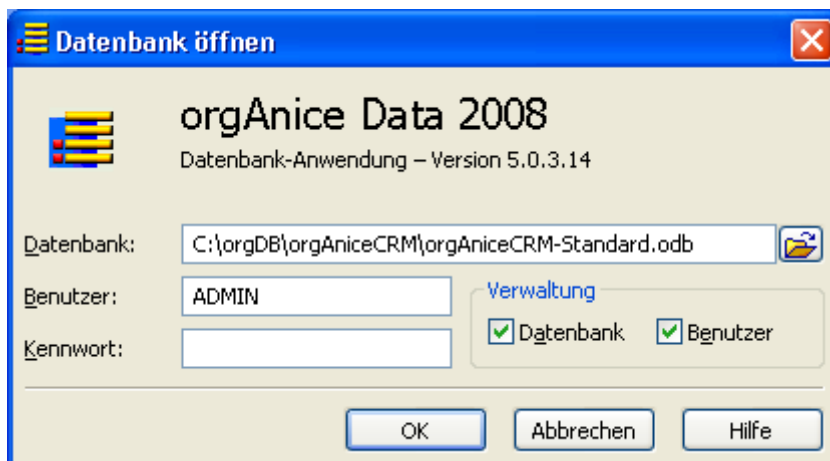 Datenbank öffnen
orgAnice Data 2008
Datenbank-Anwendung – Version 5.0.3.14
Datenbank: C:\orgDB\orgAniceCRM\orgAniceCRM-Standard.odb
Benutzer: ADMIN Verwaltung
Kennwort: Datenbank Benutzer
OK Abbrechen Hilfe